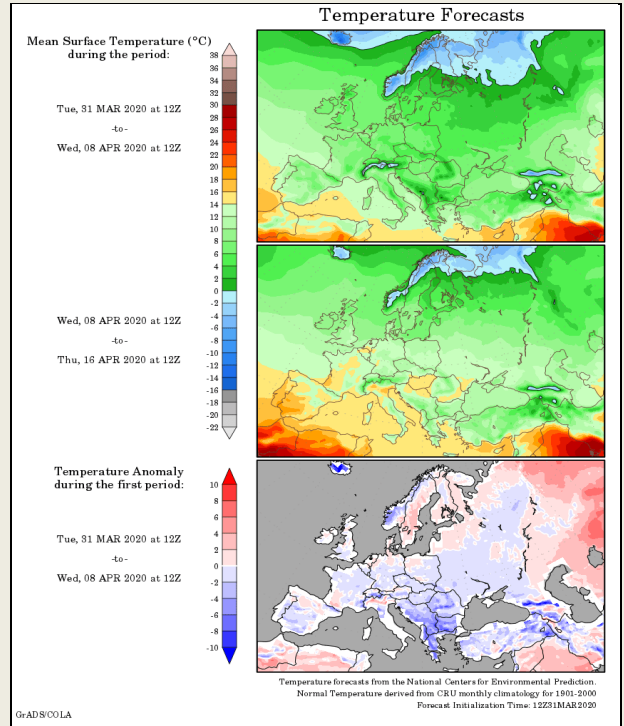 Temperature Forecasts
Mean Surface Temperature (°C)
during the period:
Tue, 31 MAR 2020 at 12Z
-to-
Wed, 08 APR 2020 at 12Z
38
36
34
32
30
28
26
24
22
20
18
16
14
12
10
8
6
4
2
0
-2
-4
-6
-8
-10
-12
-14
-16
-18
-20
-22
Wed, 08 APR 2020 at 12Z
-to-
Thu, 16 APR 2020 at 12Z
Temperature Anomaly
during the first period:
Tue, 31 MAR 2020 at 12Z
-to-
Wed, 08 APR 2020 at 12Z
10
8
6
4
2
0
-2
-4
-6
-8
-10
Temperature forecasts from the National Centers for Environmental Prediction.
Normal Temperature derived from CRU monthly climatology for 1901-2000
Forecast Initialization Time: 12Z31MAR2020
GrADS/COLA